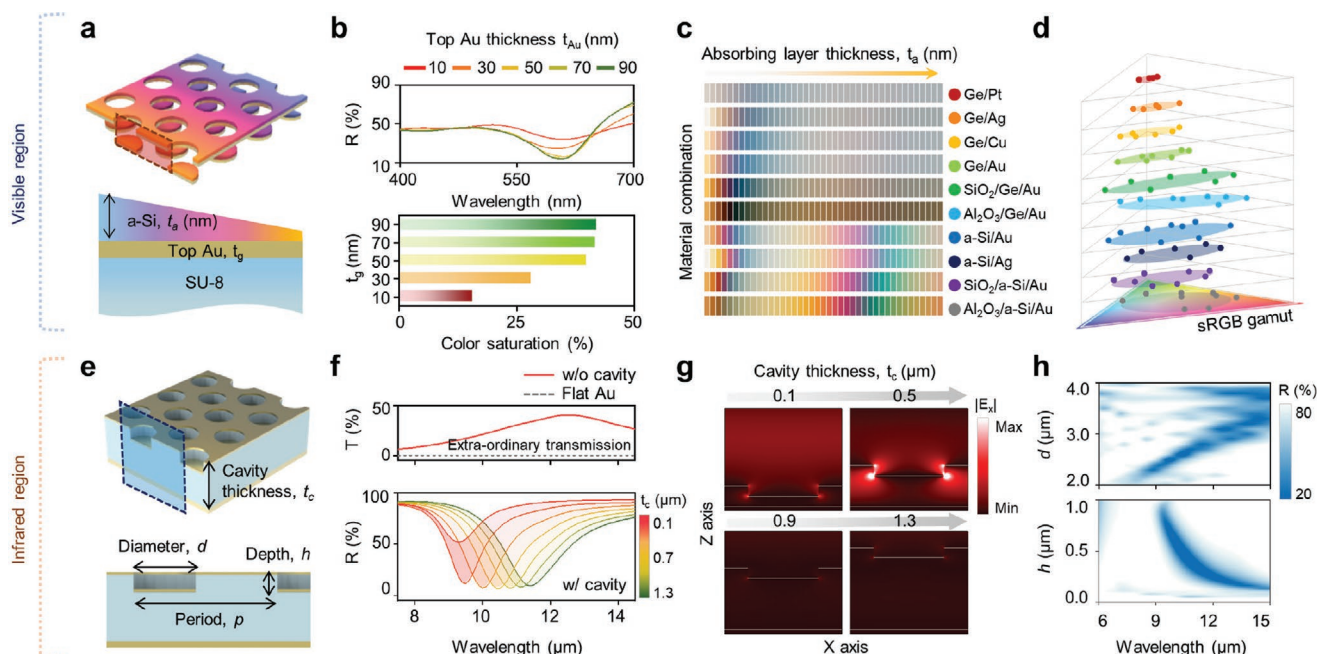 Visible region
a
a-Si, tₐ (nm)
Top Au, t_g
SU-8
b
Top Au thickness t_Au (nm)
10 30 50 70 90
R (%)
90
50
10
400 550 700
Wavelength (nm)
t_g(nm)
90
70
50
30
10
0 25 50
Color saturation (%)
c
Absorbing layer thickness, tₐ (nm)
Material combination
Ge/Pt
Ge/Ag
Ge/Cu
Ge/Au
SiO₂/Ge/Au
Al₂O₃/Ge/Au
a-Si/Au
a-Si/Ag
SiO₂/a-Si/Au
Al₂O₃/a-Si/Au
d
sRGB gamut
Infrared region
e
Cavity
thickness, t_c
Diameter, d
Depth, h
Period, p
f
w/o cavity
Flat Au
T (%)
50
0
Extra-ordinary transmission
R (%)
100
50
0
w/ cavity
8 10 12 14
Wavelength (μm)
t_c (μm)
0.1
0.7
1.3
g
Cavity thickness, t_c (μm)
0.1 0.5
0.9 1.3
|Eₓ|
Max
Min
Z axis
X axis
h
d (μm)
4.0
3.0
2.0
R (%)
80
20
h (μm)
1.0
0.5
0.0
6 9 12 15
Wavelength (μm)